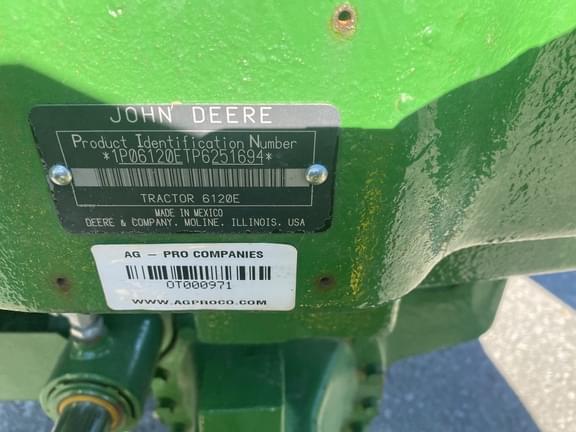 JOHN DEERE
Product Identification Number
*1P06120ETP6251694*
TRACTOR 6120E
MADE IN MEXICO
DEERE & COMPANY, MOLINE, ILLINOIS, USA
AG - PRO COMPANIES
OT000971
WWW.AGPROCO.COM